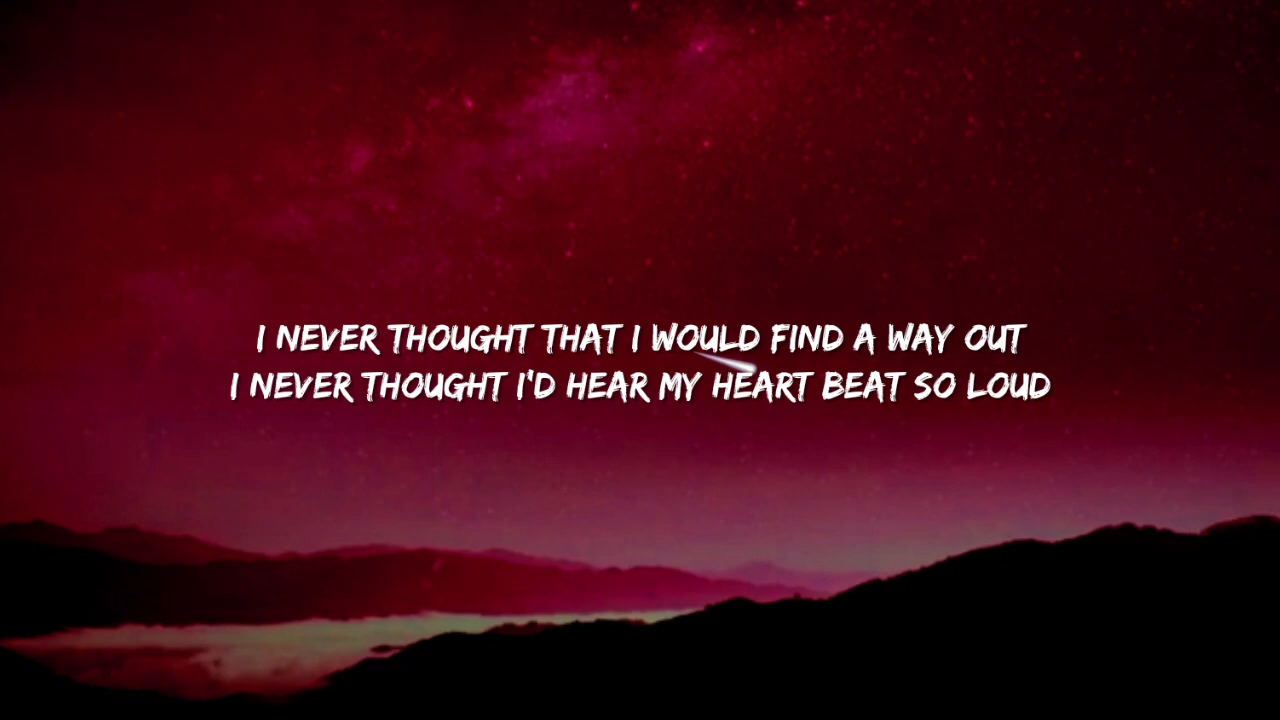 I NEVER THOUGHT THAT I WOULD FIND A WAY OUT
I NEVER THOUGHT I'D HEAR MY HEART BEAT SO LOUD